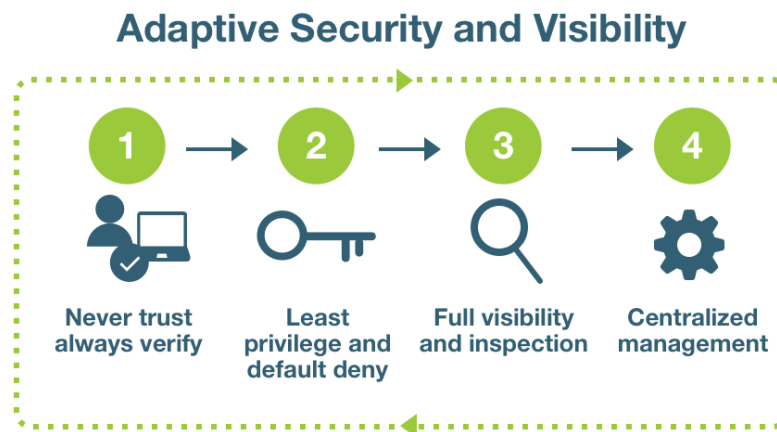 Adaptive Security and Visibility
1
2
3
4
Never trust
always verify
Least
privilege and
default deny
Full visibility
and inspection
Centralized
management